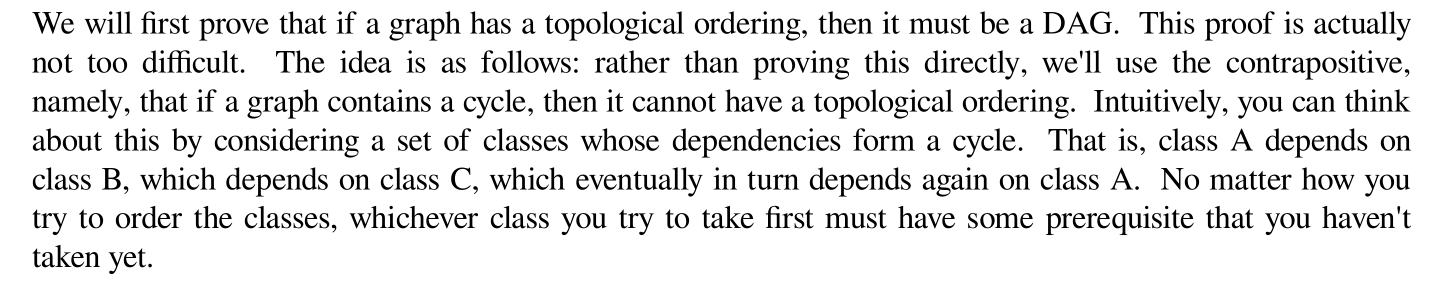 We will first prove that if a graph has a topological ordering, then it must be a DAG. This proof is actually
not too difficult. The idea is as follows: rather than proving this directly, we'll use the contrapositive,
namely, that if a graph contains a cycle, then it cannot have a topological ordering. Intuitively, you can think
about this by considering a set of classes whose dependencies form a cycle. That is, class A depends on
class B, which depends on class C, which eventually in turn depends again on class A. No matter how you
try to order the classes, whichever class you try to take first must have some prerequisite that you haven't
taken yet.